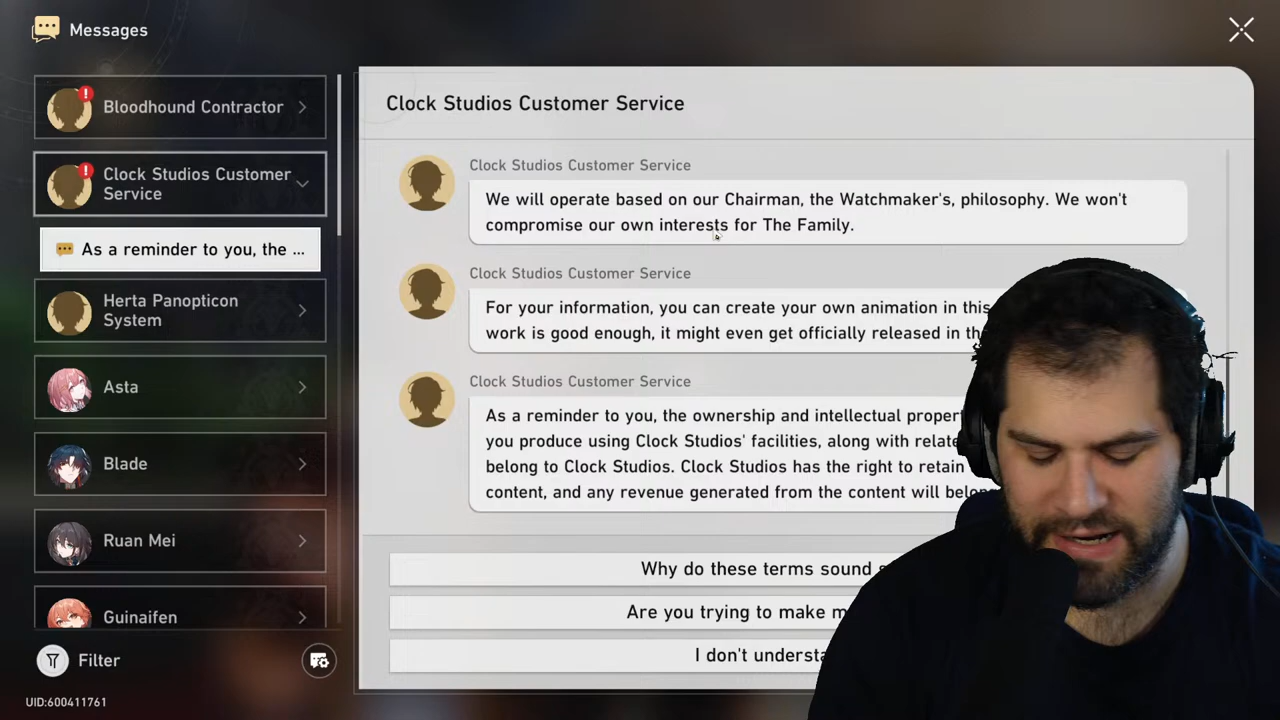 Messages
Bloodhound Contractor
Clock Studios Customer
Service
As a reminder to you, the ...
Herta Panopticon
System
Asta
Blade
Ruan Mei
Guinaifen
Filter
UID:600411761
Clock Studios Customer Service
Clock Studios Customer Service
We will operate based on our Chairman, the Watchmaker's, philosophy. We won't
compromise our own interests for The Family.
Clock Studios Customer Service
For your information, you can create your own animation in this
work is good enough, it might even get officially released in
Clock Studios Customer Service
As a reminder to you, the ownership and intellectual
you produce using Clock Studios' facilities, along with
belong to Clock Studios. Clock Studios has the right to retain
content, and any revenue generated from the content will
Why do these terms sound
Are you trying to make
I don't